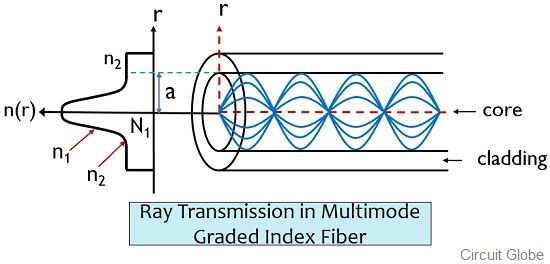 r
r
n₂
a
n(r)
N₁
n₁
n₂
core
cladding
Ray Transmission in Multimode
Graded Index Fiber
Circuit Globe